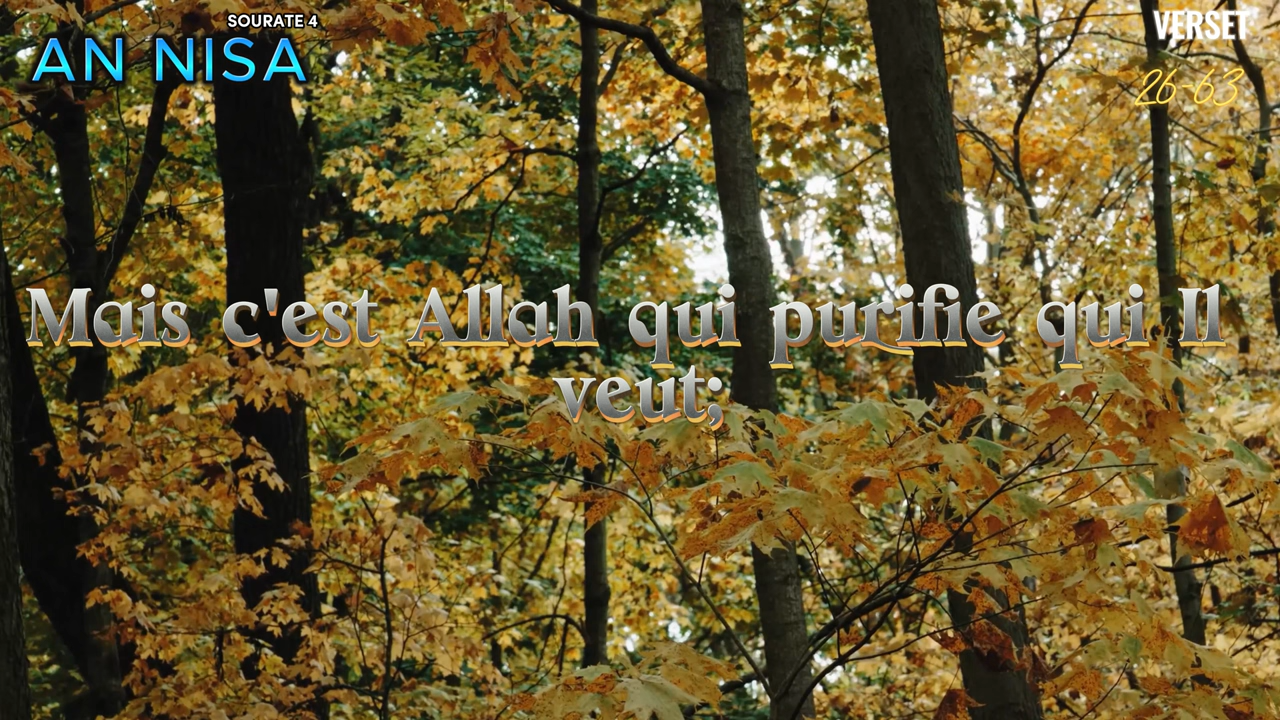 SOURATE 4
AN NISA
VERSET
26-63
Mais c'est Allah qui purifie qui Il
veut;